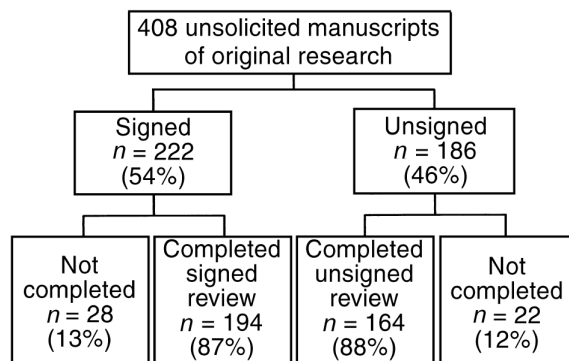 408 unsolicited manuscripts
of original research
Signed
n = 222
(54%)
Unsigned
n = 186
(46%)
Not
completed
n = 28
(13%)
Completed
signed
review
n = 194
(87%)
Completed
unsigned
review
n = 164
(88%)
Not
completed
n = 22
(12%)